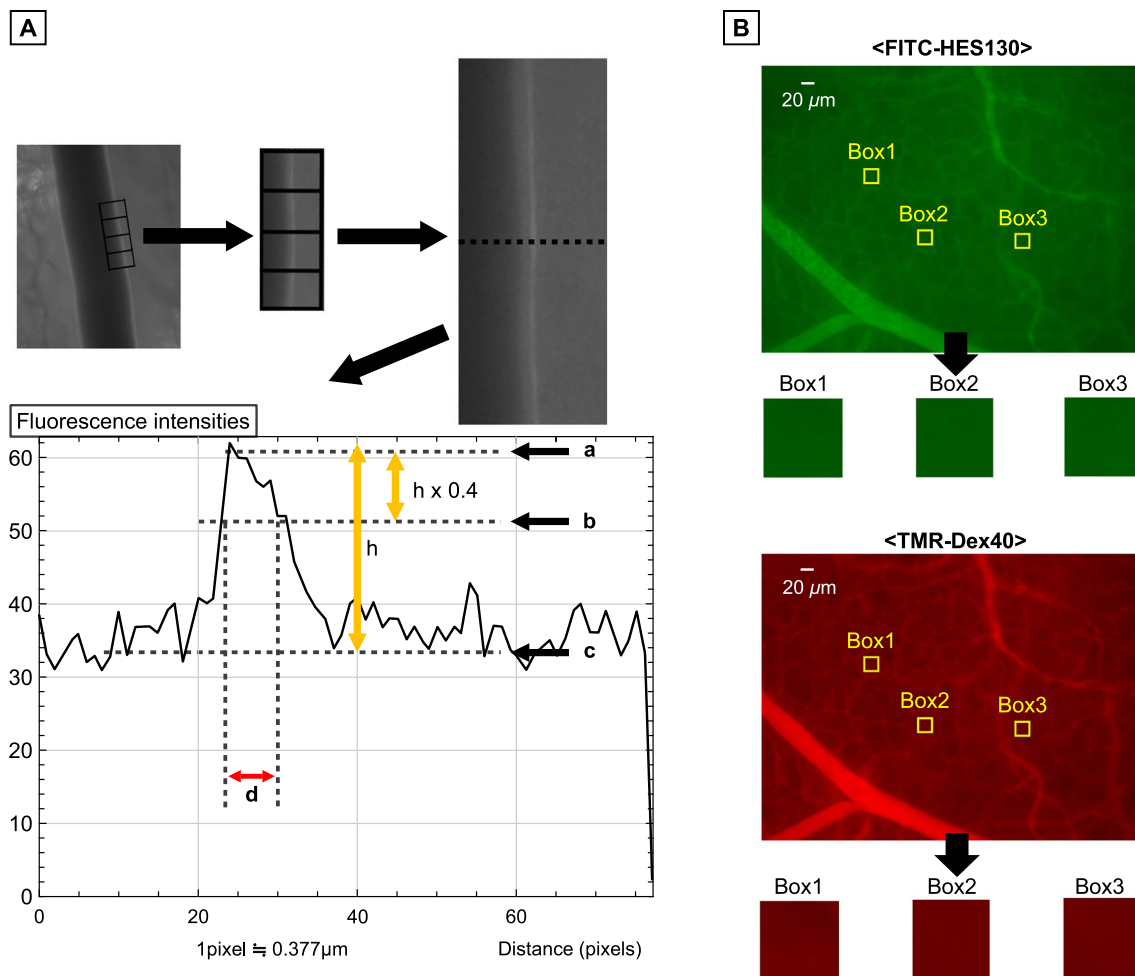 A
Fluorescence intensities
60
50
40
30
20
10
0
a
h x 0.4
b
h
c
d
0
20
40
60
1pixel ≒ 0.377µm
Distance (pixels)
B
<FITC-HES130>
20 µm
Box1
Box2
Box3
Box1
Box2
Box3
<TMR-Dex40>
20 µm
Box1
Box2
Box3
Box1
Box2
Box3